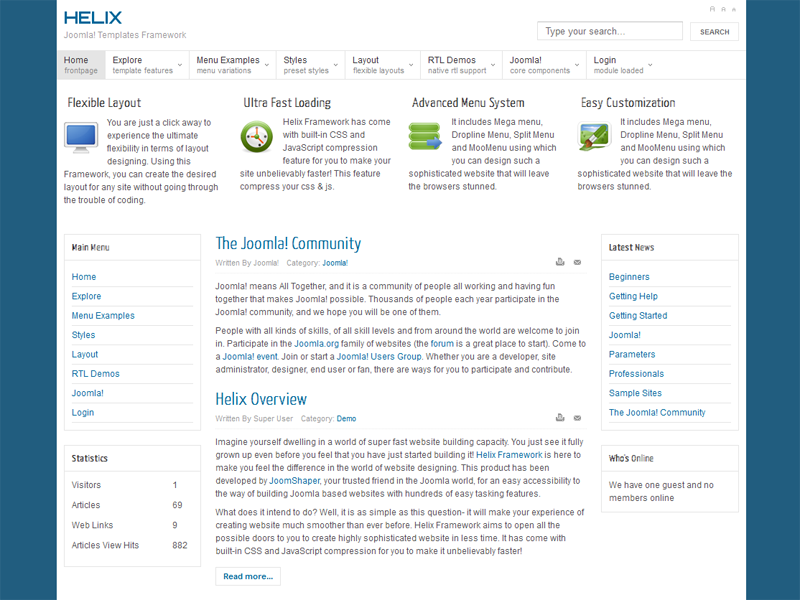 A A A
HELIX
Joomla! Templates Framework
Type your search...
SEARCH
Home Explore Menu Examples Styles Layout RTL Demos Joomla! Login
frontpage template features menu variations preset styles flexible layouts native rtl support core components module loaded
Flexible Layout
You are just a click away to
experience the ultimate
flexibility in terms of layout
designing. Using this
Framework, you can create the desired
layout for any site without going through
the trouble of coding.
Ultra Fast Loading
Helix Framework has come
with built-in CSS and
JavaScript compression
feature for you to make your
site unbelievably faster! This feature
compress your css & js.
Advanced Menu System
It includes Mega menu,
Dropline Menu, Split Menu
and MooMenu using which
you can design such a
sophisticated website that will leave
the browsers stunned.
Easy Customization
It includes Mega menu,
Dropline Menu, Split Menu
and MooMenu using which
you can design such a
sophisticated website that will leave the
browsers stunned.
Main Menu
Home
Explore
Menu Examples
Styles
Layout
RTL Demos
Joomla!
Login
Statistics
Visitors 1
Articles 69
Web Links 9
Articles View Hits 882
The Joomla! Community
Written By Joomla! Category: Joomla!
Joomla! means All Together, and it is a community of people all working and having fun
together that makes Joomla! possible. Thousands of people each year participate in the
Joomla! community, and we hope you will be one of them.
People with all kinds of skills, of all skill levels and from around the world are welcome to join
in. Participate in the Joomla.org family of websites (the forum is a great place to start). Come to
a Joomla! event. Join or start a Joomla! Users Group. Whether you are a developer, site
administrator, designer, end user or fan, there are ways for you to participate and contribute.
Helix Overview
Written By Super User Category: Demo
Imagine yourself dwelling in a world of super fast website building capacity. You just see it fully
grown up even before you feel that you have just started building it! Helix Framework is here to
make you feel the difference in the world of website designing. This product has been
developed by JoomShaper, your trusted friend in the Joomla world, for an easy accessibility to
the way of building Joomla based websites with hundreds of easy tasking features.
What does it intend to do? Well, it is as simple as this question- it will make your experience of
creating website much smoother than ever before. Helix Framework aims to open all the
possible doors to you to create highly sophisticated website in less time. It has come with
built-in CSS and JavaScript compression for you to make it unbelievably faster!
Read more...
Latest News
Beginners
Getting Help
Getting Started
Joomla!
Parameters
Professionals
Sample Sites
The Joomla! Community
Who's Online
We have one guest and no
members online